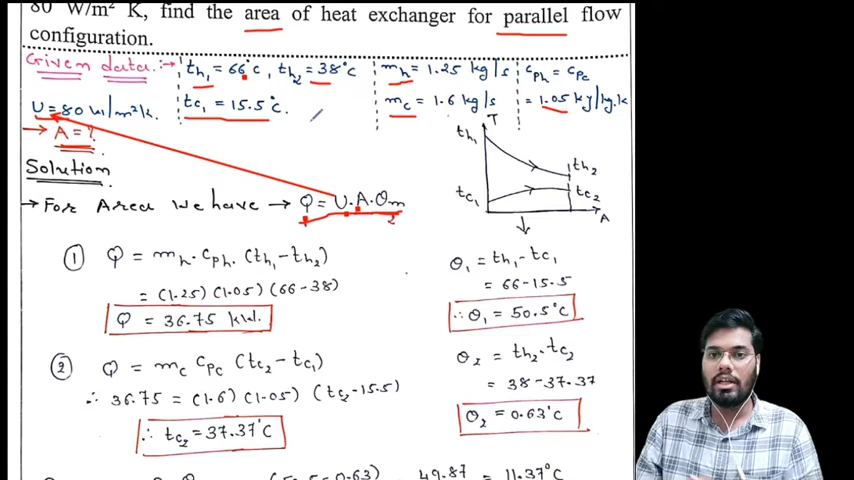 80 W/m² K, find the area of heat exchanger for parallel flow
configuration.
Given data :→
th₁ = 66°C, th₂ = 38°C
mh = 1.25 kg/s
Cph = Cpc
U = 80 W/m²k.
tc₁ = 15.5°C.
mc = 1.6 kg/s
= 1.05 kJ/kg.k
→ A = ?
Solution
→ For Area we have → Q = U.A.θm
T
th₁
th₂
tc₁
tc₂
A
① Q = mh. Cph. (th₁-th₂)
= (1.25) (1.05) (66-38)
Q = 36.75 kW.
θ₁ = th₁-tc₁
= 66-15.5
∴ θ₁ = 50.5°C
② Q = mc Cpc (tc₂-tc₁)
∴ 36.75 = (1.6) (1.05) (tc₂-15.5)
∴ tc₂ = 37.37°C
θ₂ = th₂-tc₂
= 38-37.37
θ₂ = 0.63°C
(50.5-0.63)
49.87
= 11.37°C